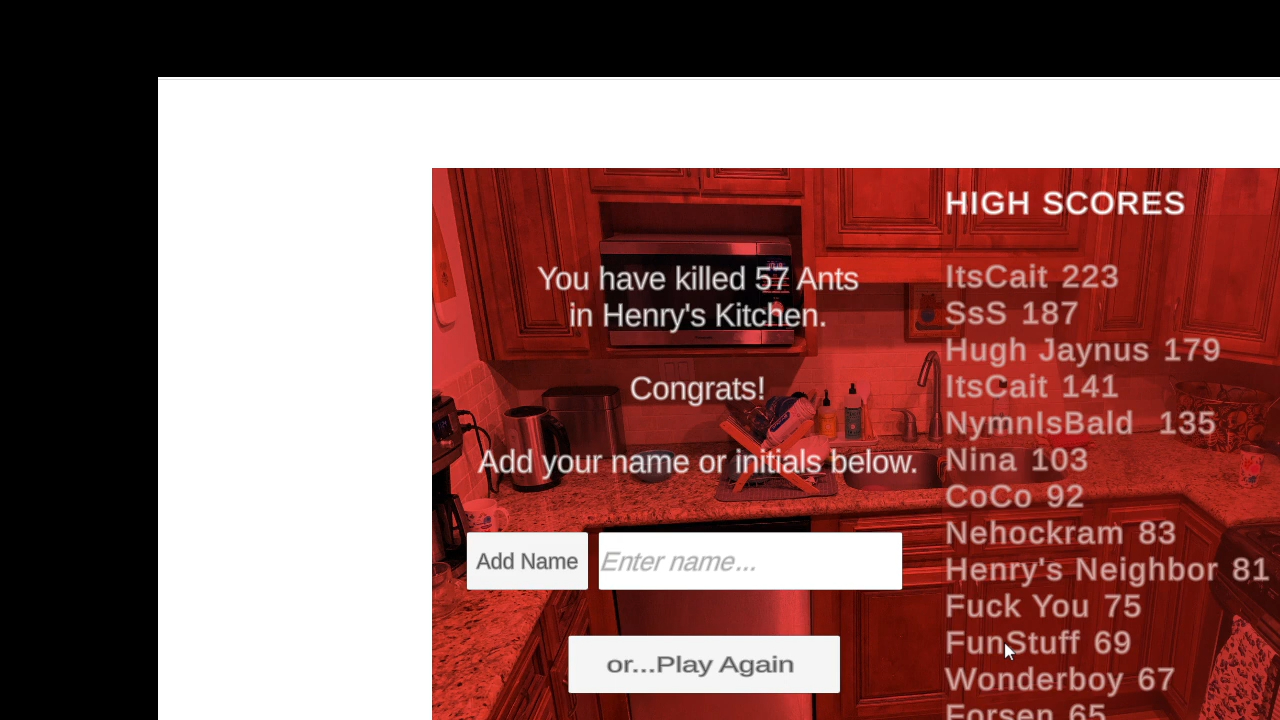 You have killed 57 Ants
in Henry's Kitchen.
Congrats!
Add your name or initials below.
Add Name
Enter name...
or...Play Again
HIGH SCORES
ItsCait 223
SsS 187
Hugh Jaynus 179
ItsCait 141
NymnIsBald 135
Nina 103
CoCo 92
Nehockram 83
Henry's Neighbor 81
Fuck You 75
FunStuff 69
Wonderboy 67
Forsen 65